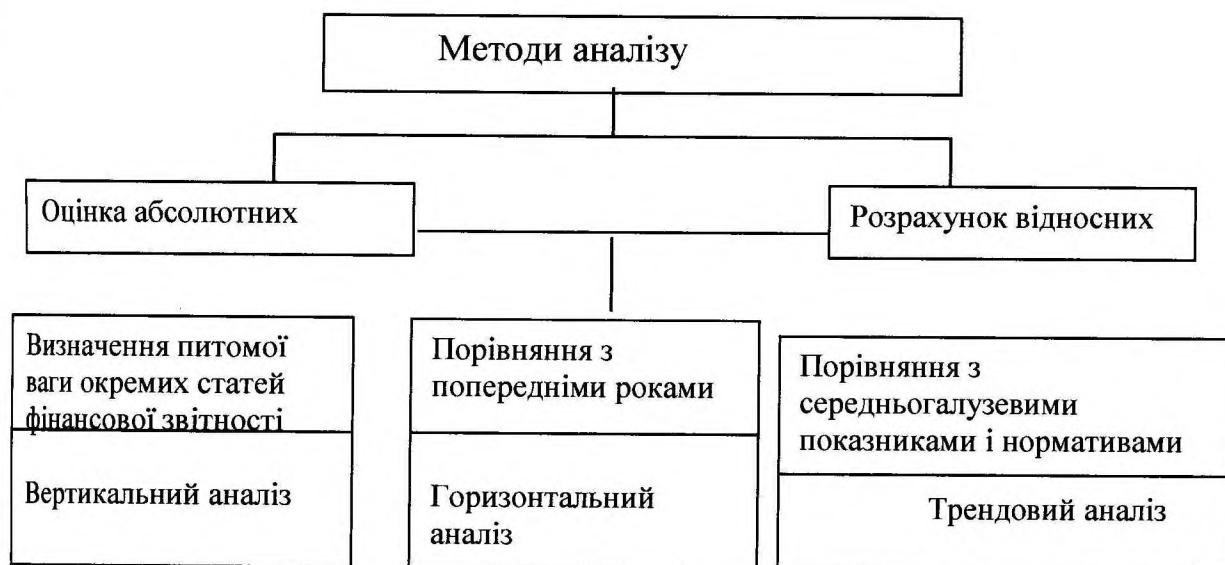 Методи аналізу
Оцінка абсолютних
Розрахунок відносних
Визначення питомої
ваги окремих статей
фінансової звітності
Вертикальний аналіз
Порівняння з
попередніми роками
Горизонтальний
аналіз
Порівняння з
середньогалузевими
показниками і нормативами
Трендовий аналіз